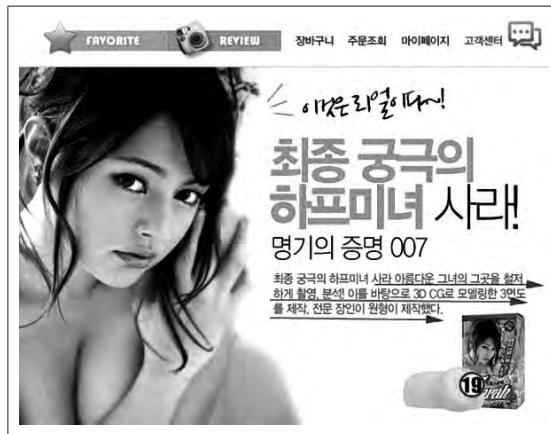 FAVORITE REVIEW 장바구니 주문조회 마이페이지 고객센터
이것은 리얼이다~!
최종 궁극의
하프미녀 사라!
명기의 증명 007
최종 궁극의 하프미녀 사라 아름다운 그녀의 그곳을 철저
하게 촬영, 분석! 이를 바탕으로 3D CG로 모델링한 3면도
를 제작, 전문 장인이 원형이 제작했다.
19